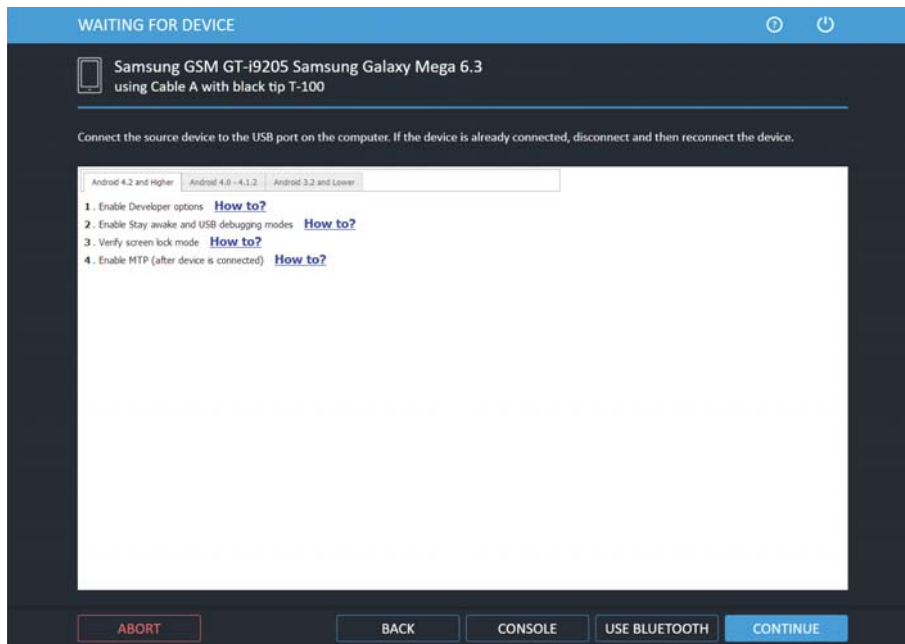 WAITING FOR DEVICE
Samsung GSM GT-i9205 Samsung Galaxy Mega 6.3
using Cable A with black tip T-100
Connect the source device to the USB port on the computer. If the device is already connected, disconnect and then reconnect the device.
Android 4.2 and Higher Android 4.0 - 4.1.2 Android 3.2 and Lower
1 . Enable Developer options How to?
2 . Enable Stay awake and USB debugging modes How to?
3 . Verify screen lock mode How to?
4 . Enable MTP (after device is connected) How to?
ABORT BACK CONSOLE USE BLUETOOTH CONTINUE